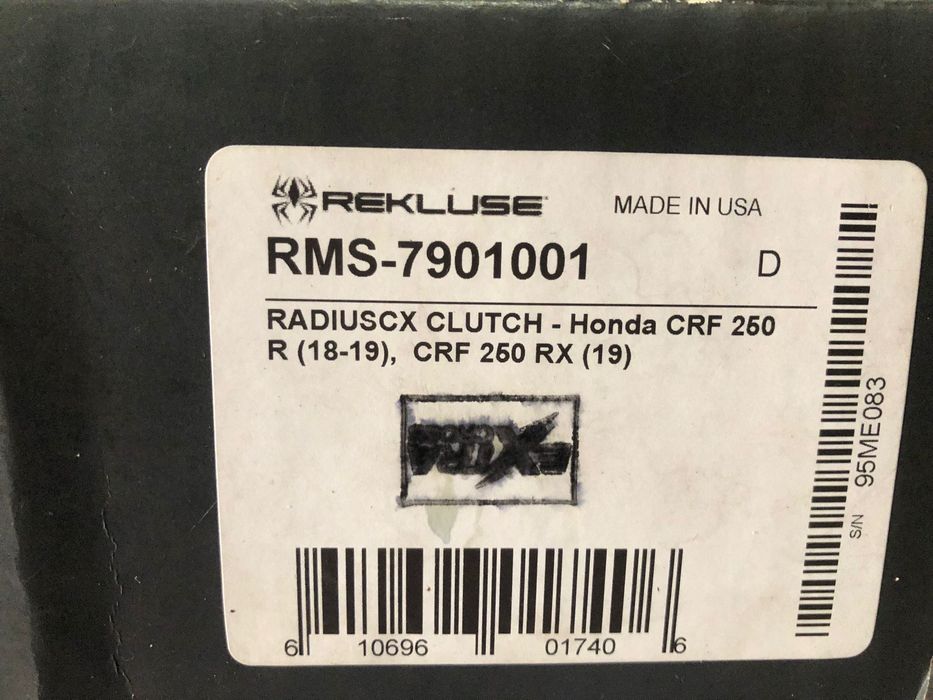 REKLUSE
MADE IN USA
RMS-7901001
D
RADIUSCX CLUTCH - Honda CRF 250
R (18-19), CRF 250 RX (19)
S/N 95ME083
6 10696 01740 6